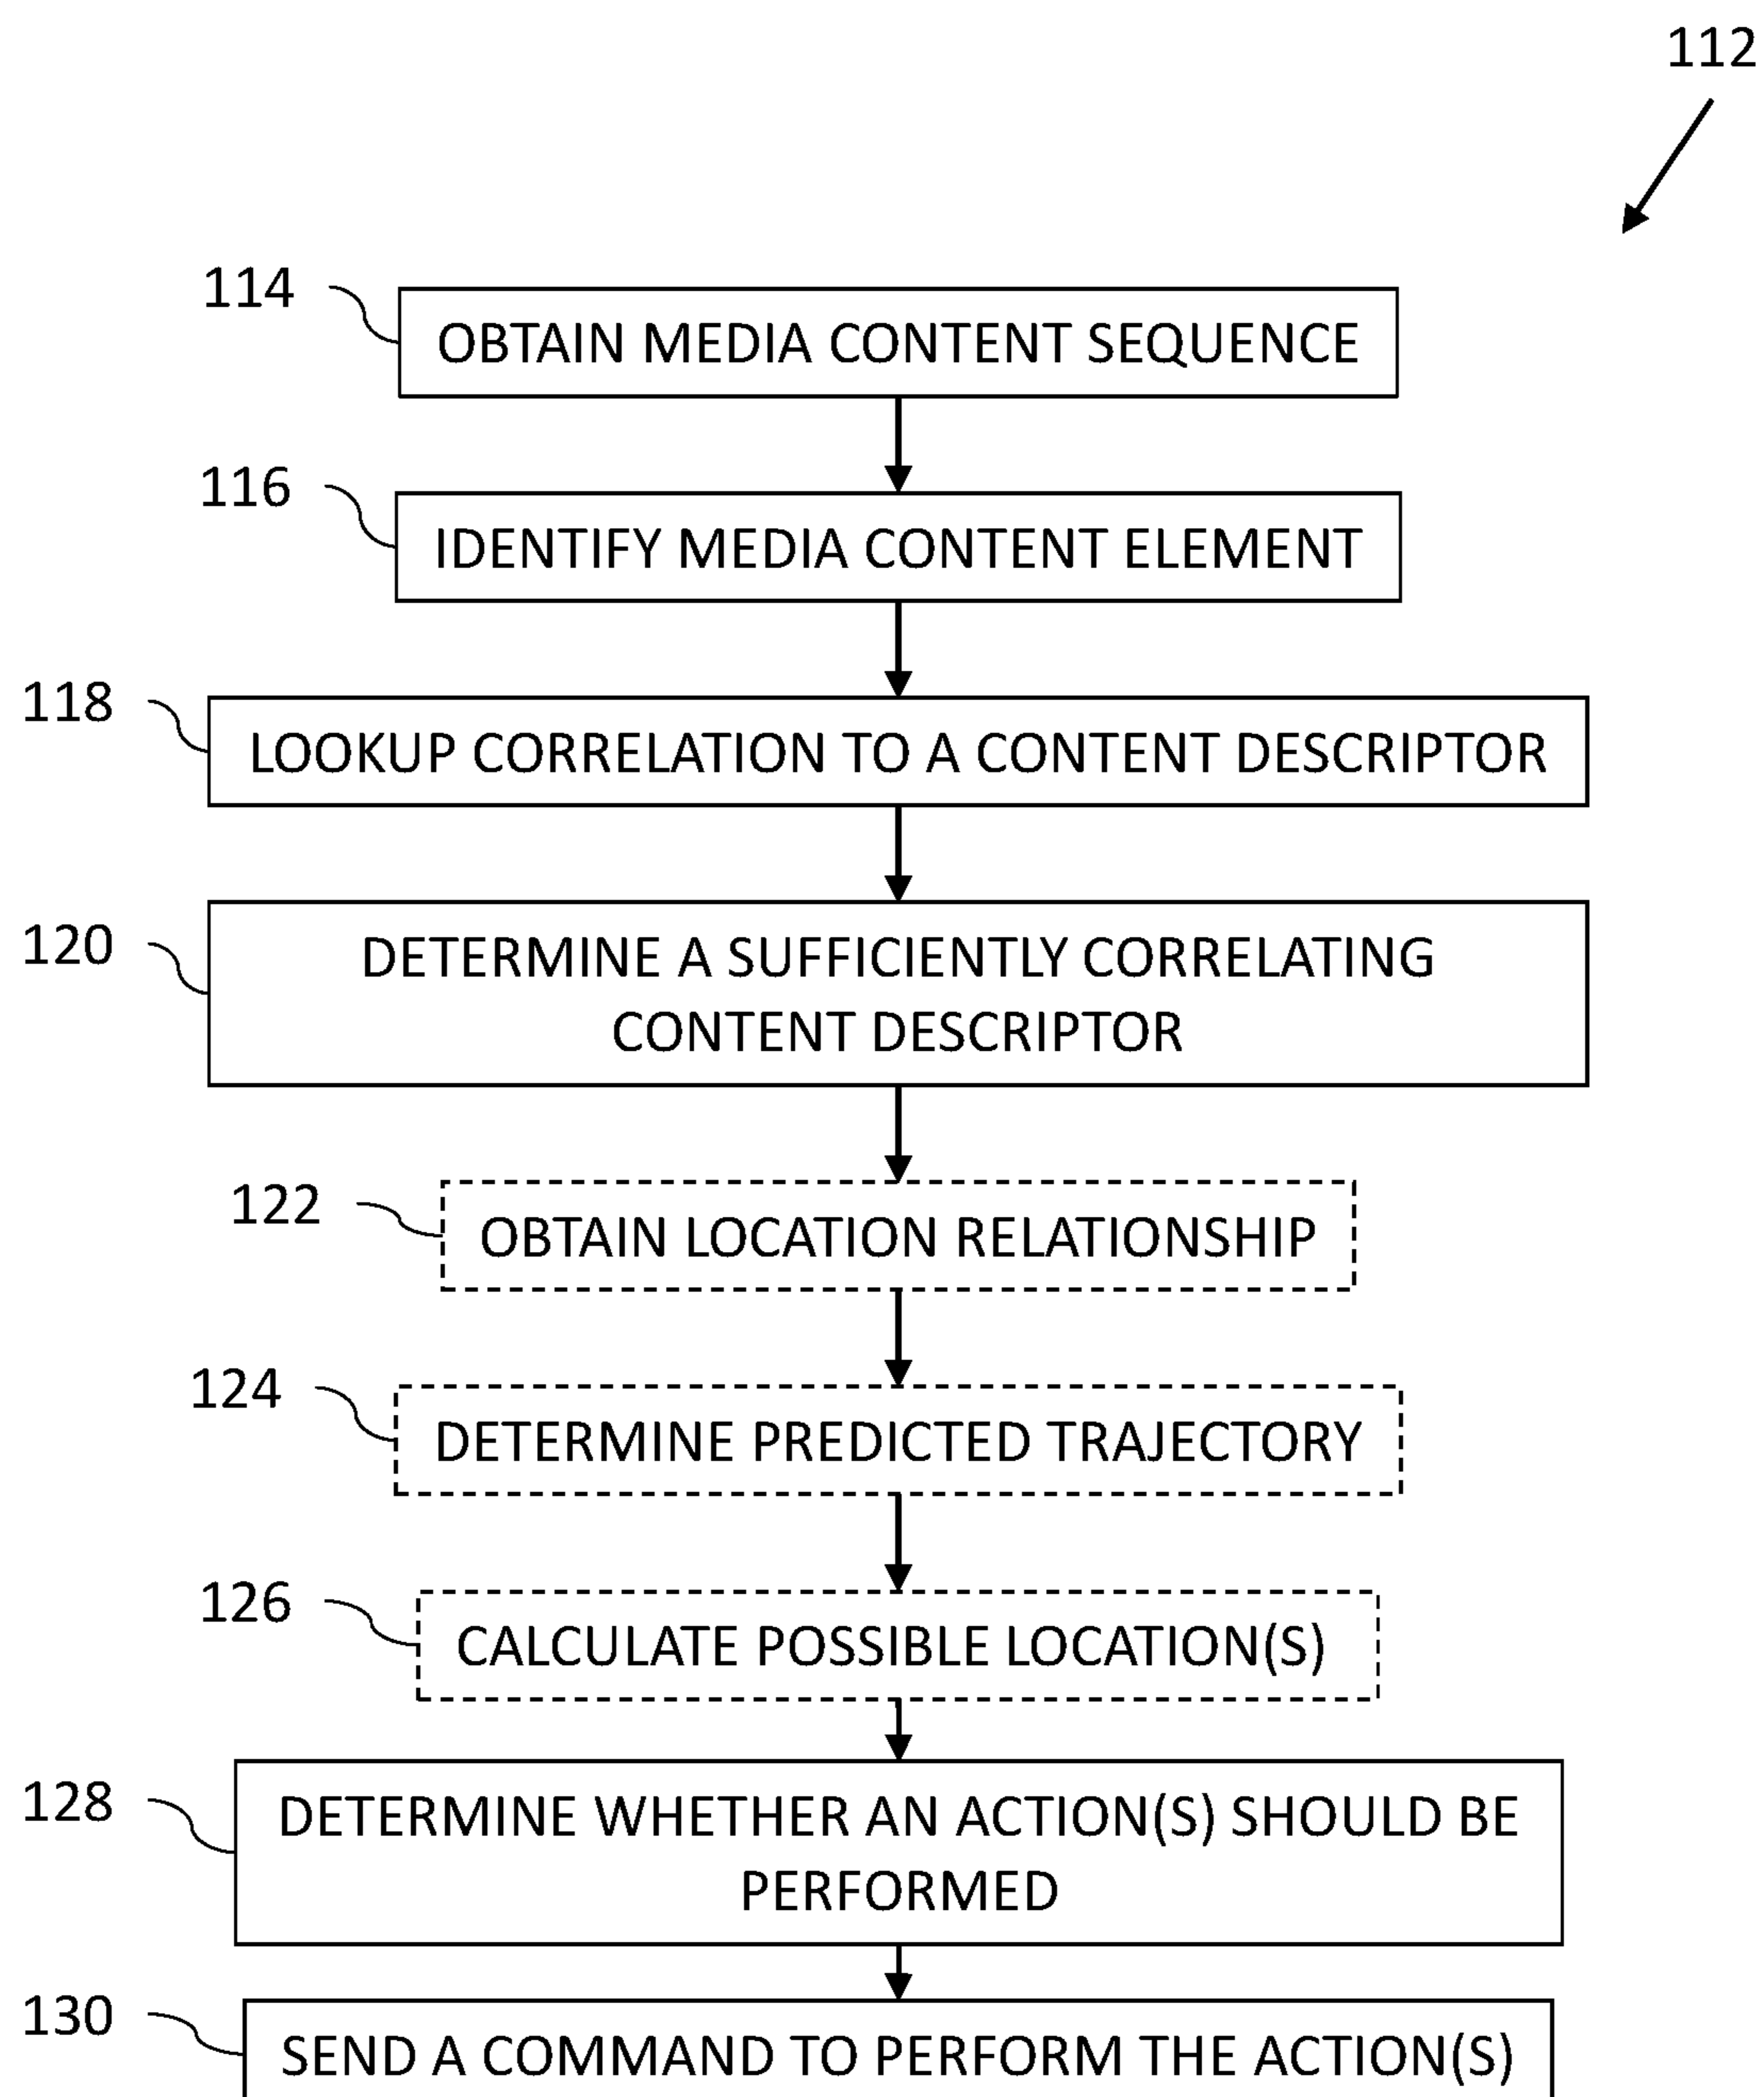 112
114
OBTAIN MEDIA CONTENT SEQUENCE
116
IDENTIFY MEDIA CONTENT ELEMENT
118
LOOKUP CORRELATION TO A CONTENT DESCRIPTOR
120
DETERMINE A SUFFICIENTLY CORRELATING
CONTENT DESCRIPTOR
122
OBTAIN LOCATION RELATIONSHIP
124
DETERMINE PREDICTED TRAJECTORY
126
CALCULATE POSSIBLE LOCATION(S)
128
DETERMINE WHETHER AN ACTION(S) SHOULD BE
PERFORMED
130
SEND A COMMAND TO PERFORM THE ACTION(S)